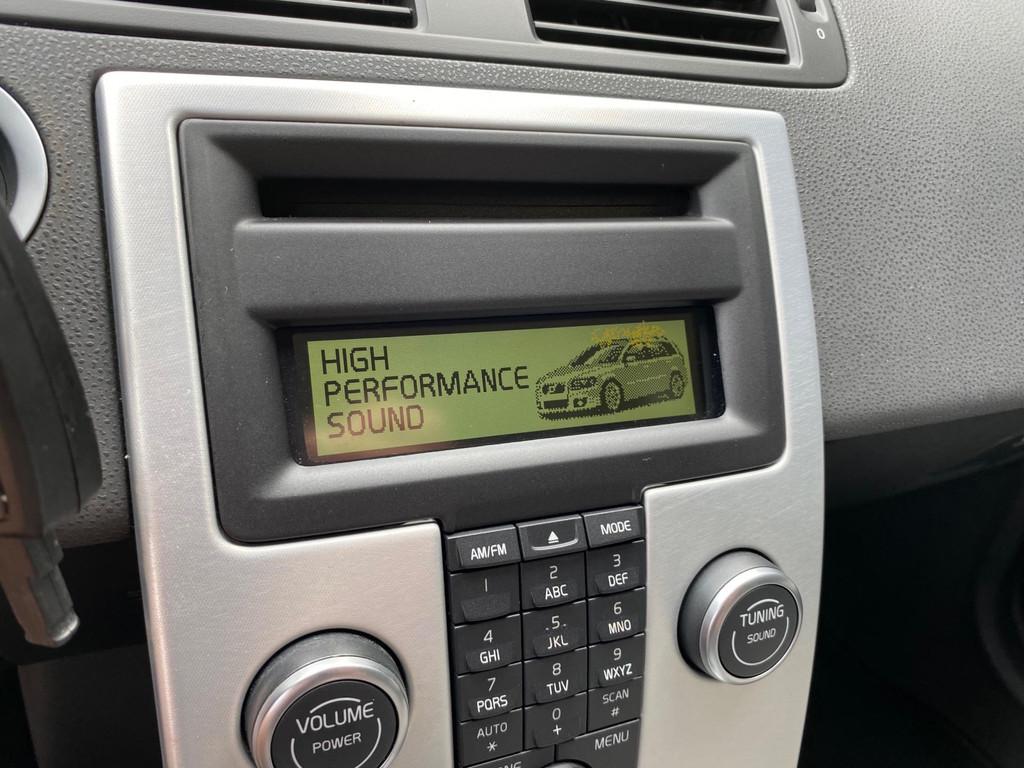 0
HIGH
PERFORMANCE
SOUND
AM/FM
MODE
1
2
ABC
3
DEF
4
GHI
5
JKL
6
MNO
7
PQRS
8
TUV
9
WXYZ
AUTO
*
0
+
SCAN
#
MENU
VOLUME
POWER
TUNING
SOUND